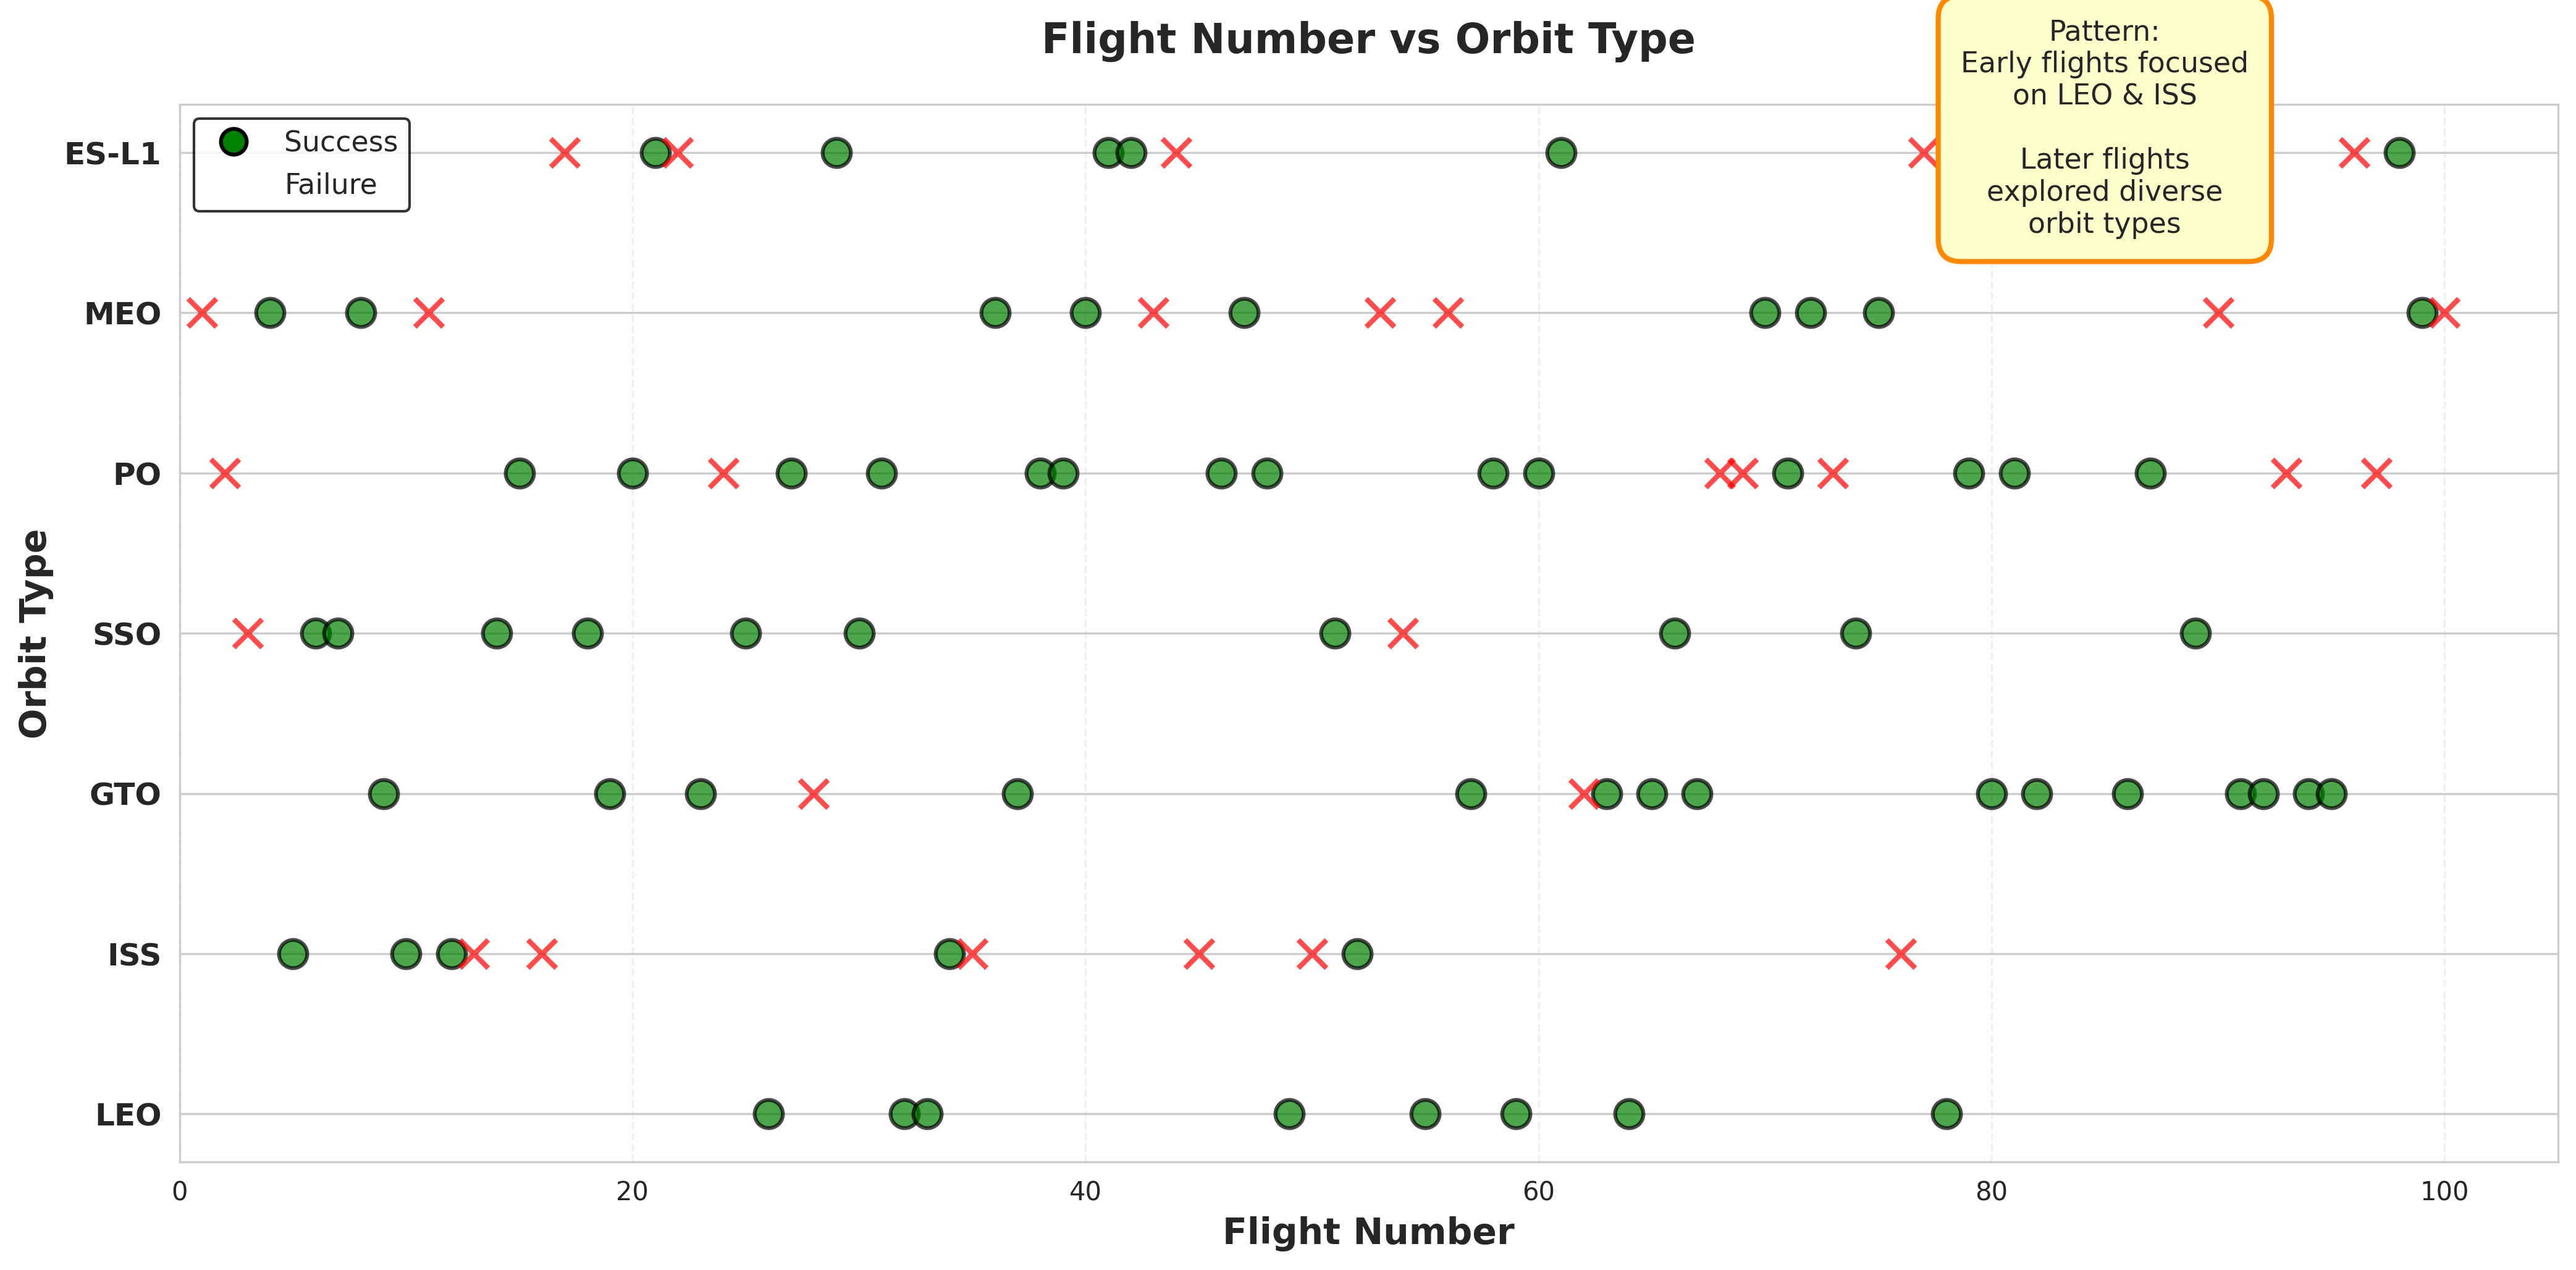 Flight Number vs Orbit Type
Pattern:
Early flights focused
on LEO & ISS
Later flights
explored diverse
orbit types
Success
Failure
Orbit Type
ES-L1
MEO
PO
SSO
GTO
ISS
LEO
0 20 40 60 80 100
Flight Number